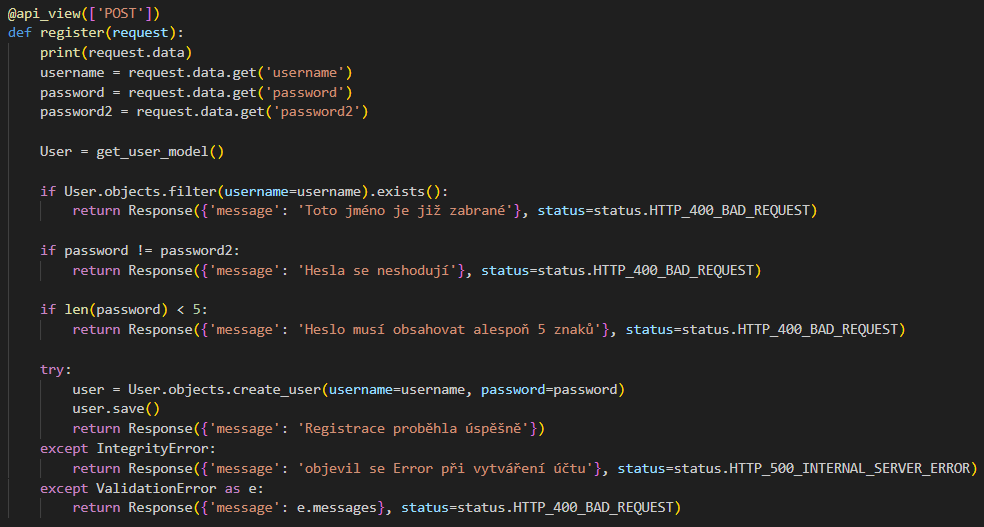 @api_view(['POST'])
def register(request):
    print(request.data)
    username = request.data.get('username')
    password = request.data.get('password')
    password2 = request.data.get('password2')
    User = get_user_model()
    if User.objects.filter(username=username).exists():
        return Response({'message': 'Toto jméno je již zabrané'}, status=status.HTTP_400_BAD_REQUEST)
    if password != password2:
        return Response({'message': 'Hesla se neshodují'}, status=status.HTTP_400_BAD_REQUEST)
    if len(password) < 5:
        return Response({'message': 'Heslo musí obsahovat alespoň 5 znaků'}, status=status.HTTP_400_BAD_REQUEST)
    try:
        user = User.objects.create_user(username=username, password=password)
        user.save()
        return Response({'message': 'Registrace proběhla úspěšně'})
    except IntegrityError:
        return Response({'message': 'objevil se Error při vytváření účtu'}, status=status.HTTP_500_INTERNAL_SERVER_ERROR)
    except ValidationError as e:
        return Response({'message': e.messages}, status=status.HTTP_400_BAD_REQUEST)